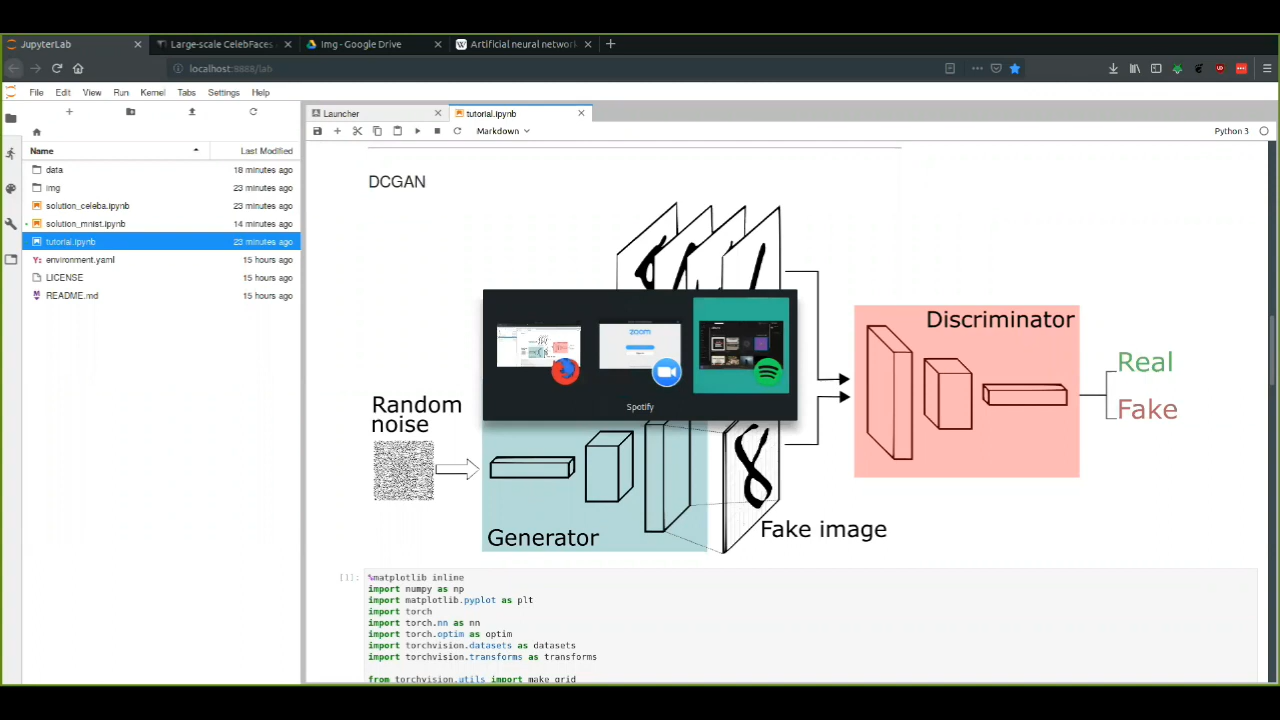 JupyterLab
Large-scale CelebFaces
Img - Google Drive
Artificial neural network
localhost:8888/lab
File Edit View Run Kernel Tabs Settings Help
Launcher
tutorial.ipynb
Markdown
Python 3
Name Last Modified
data 18 minutes ago
img 23 minutes ago
solution_celeba.ipynb 23 minutes ago
solution_mnist.ipynb 14 minutes ago
tutorial.ipynb 23 minutes ago
Y: environment.yaml 15 hours ago
LICENSE 15 hours ago
README.md 15 hours ago
DCGAN
Discriminator
Real
Fake
zoom
Spotify
Random
noise
8
Generator
Fake image
[]:
%matplotlib inline
import numpy as np
import matplotlib.pyplot as plt
import torch
import torch.nn as nn
import torch.optim as optim
import torchvision.datasets as datasets
import torchvision.transforms as transforms
from torchvision.utils import make_grid